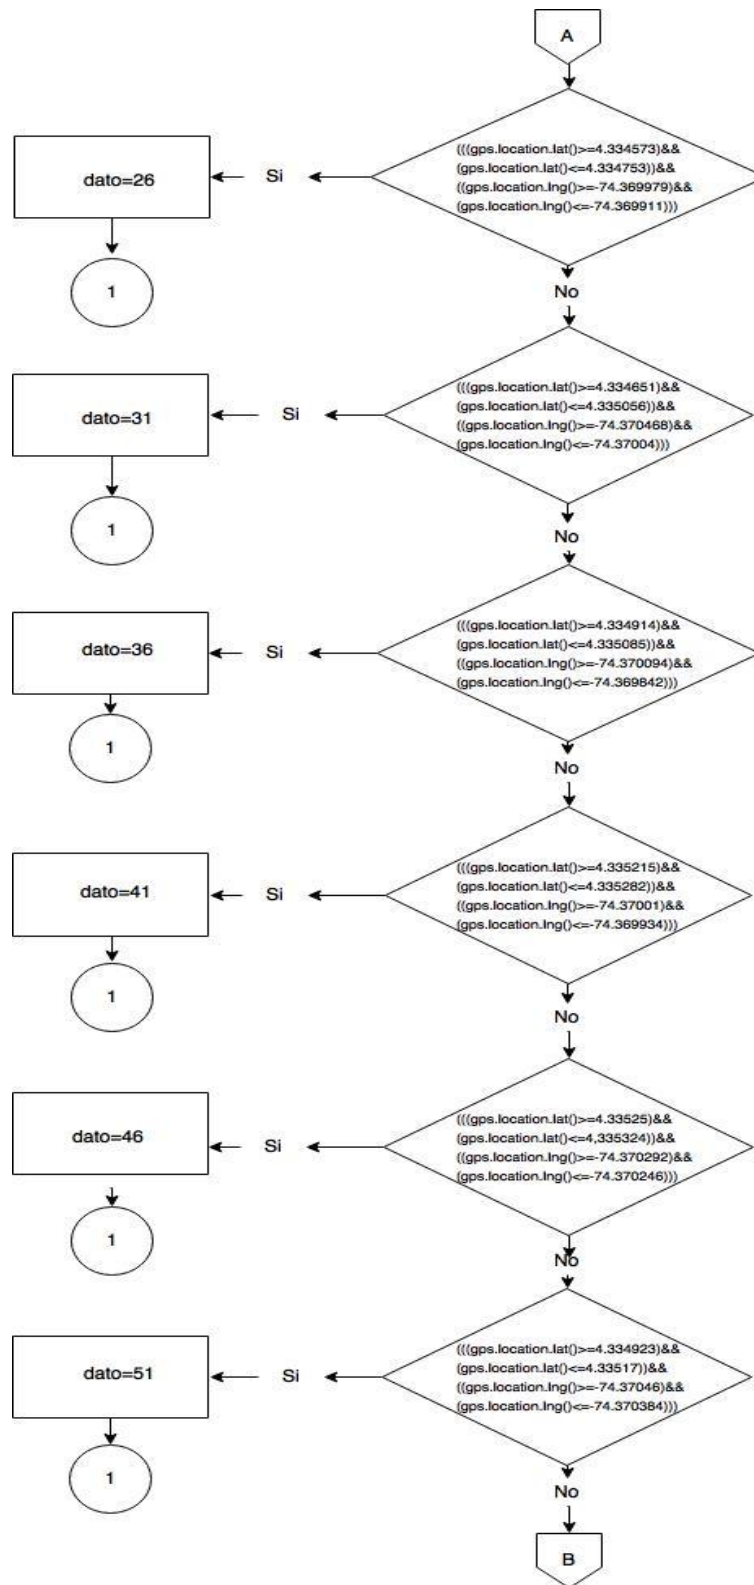 A
(((gps.location.lat()>=4.334573)&&
(gps.location.lat()<=4.334753))&&
((gps.location.lng()>=-74.369979)&&
(gps.location.lng()<=-74.369911)))
Si
dato=26
1
No
(((gps.location.lat()>=4.334651)&&
(gps.location.lat()<=4.335056))&&
((gps.location.lng()>=-74.370468)&&
(gps.location.lng()<=-74.37004)))
Si
dato=31
1
No
(((gps.location.lat()>=4.334914)&&
(gps.location.lat()<=4.335085))&&
((gps.location.lng()>=-74.370094)&&
(gps.location.lng()<=-74.369842)))
Si
dato=36
1
No
(((gps.location.lat()>=4.335215)&&
(gps.location.lat()<=4.335282))&&
((gps.location.lng()>=-74.37001)&&
(gps.location.lng()<=-74.369934)))
Si
dato=41
1
No
(((gps.location.lat()>=4.33525)&&
(gps.location.lat()<=4,335324))&&
((gps.location.lng()>=-74.370292)&&
(gps.location.lng()<=-74.370246)))
Si
dato=46
1
No
(((gps.location.lat()>=4.334923)&&
(gps.location.lat()<=4.33517))&&
((gps.location.lng()>=-74.37046)&&
(gps.location.lng()<=-74.370384)))
Si
dato=51
1
No
B